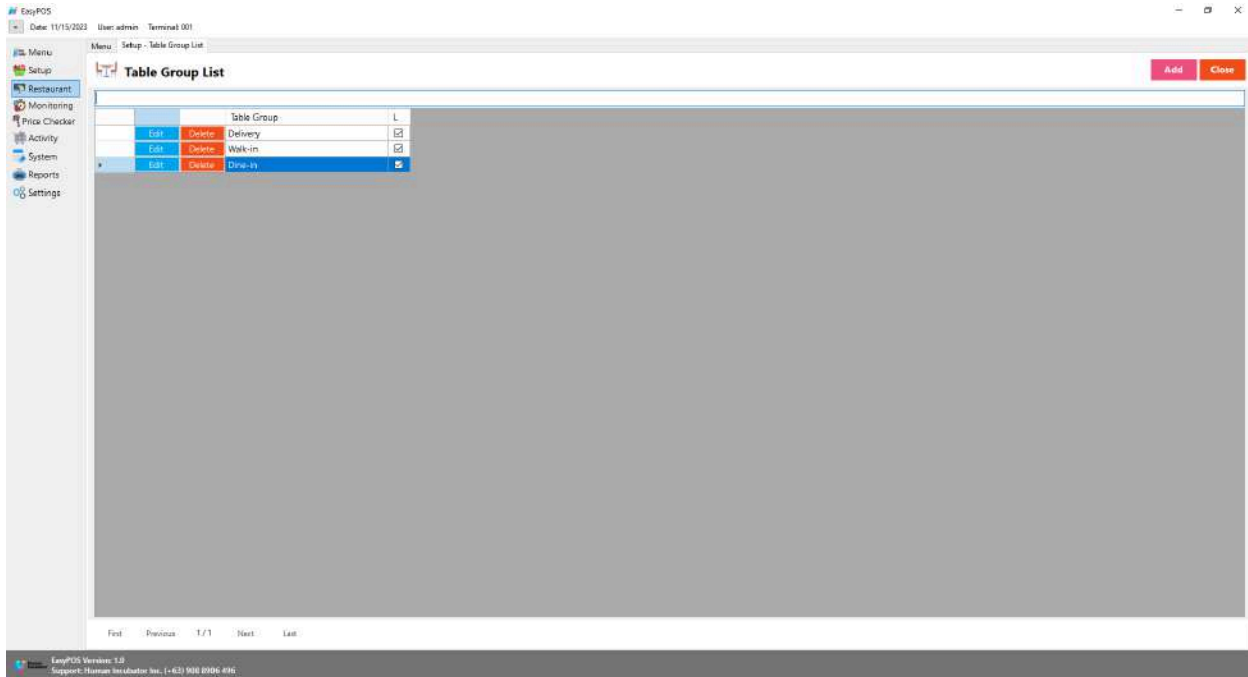 EasyPOS
Date: 11/15/2023 User: admin Terminal: 001
Menu
Setup
Restaurant
Monitoring
Price Checker
Activity
System
Reports
Settings
Menu Setup - Table Group List
Table Group List
Add Close
Table Group L
Edit Delete Delivery
Edit Delete Walk-in
Edit Delete Dine-in
First Previous 1 / 1 Next Last
EasyPOS Version: 1.0
Support: Human Incubator Inc. (+63) 908 8906 496